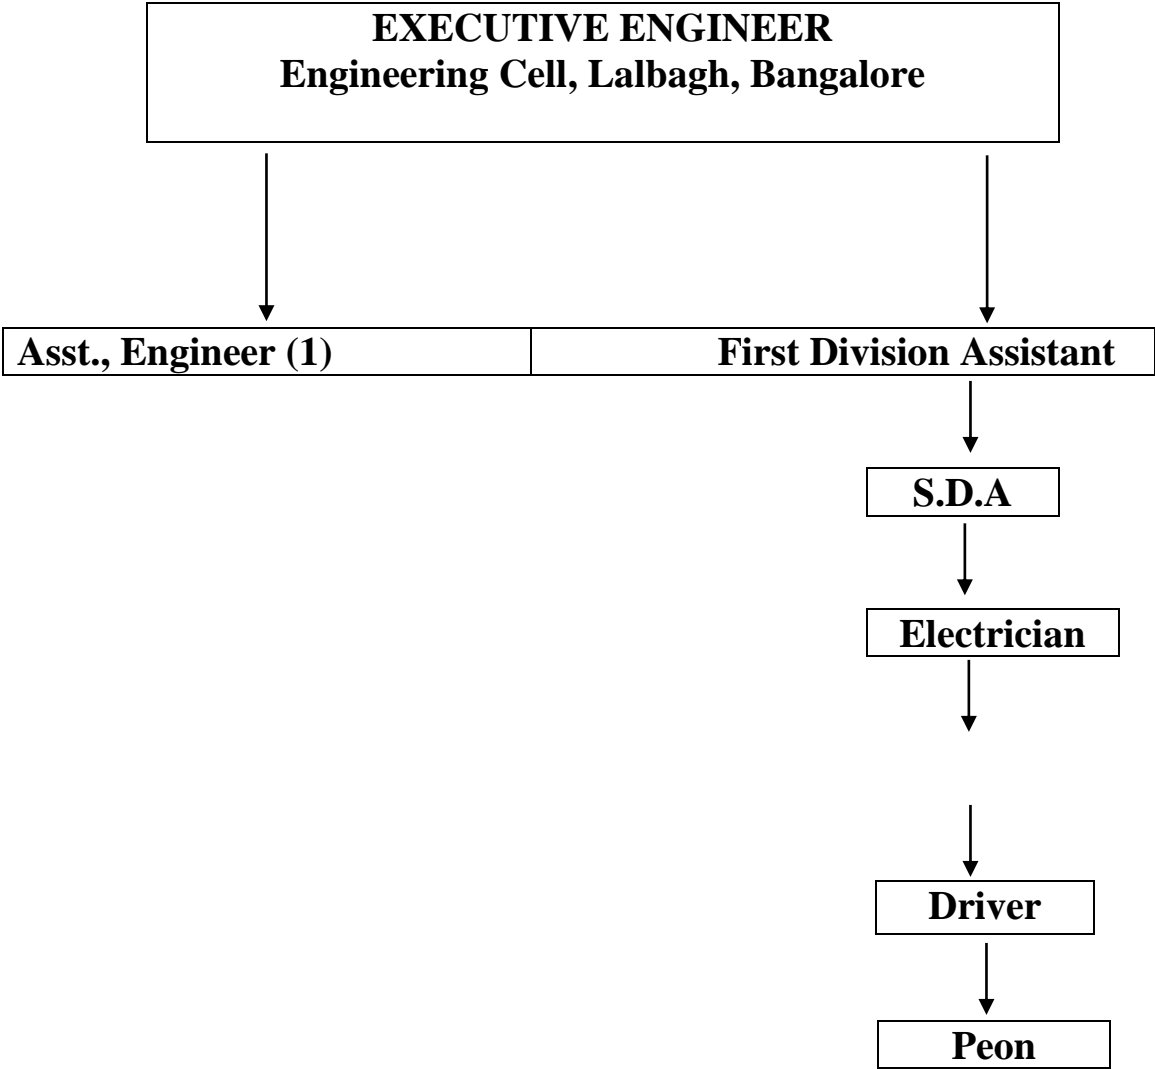 EXECUTIVE ENGINEER
Engineering Cell, Lalbagh, Bangalore
Asst., Engineer (1)
First Division Assistant
S.D.A
Electrician
Driver
Peon